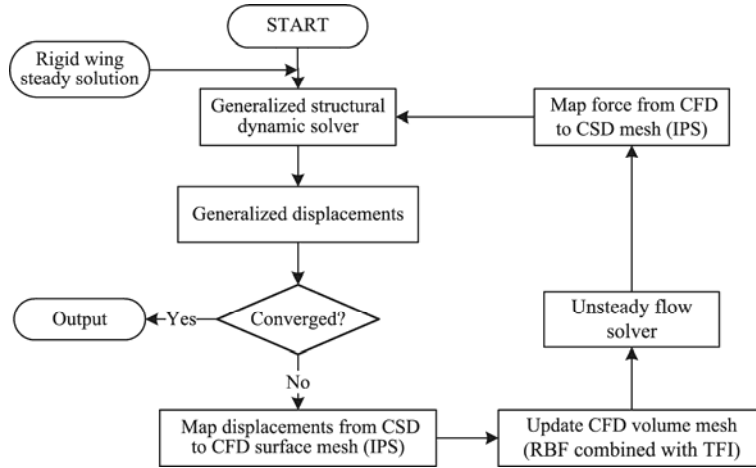 START
Rigid wing
steady solution
Generalized structural
dynamic solver
Map force from CFD
to CSD mesh (IPS)
Generalized displacements
Output
Yes
Converged?
Unsteady flow
solver
No
Map displacements from CSD
to CFD surface mesh (IPS)
Update CFD volume mesh
(RBF combined with TFI)